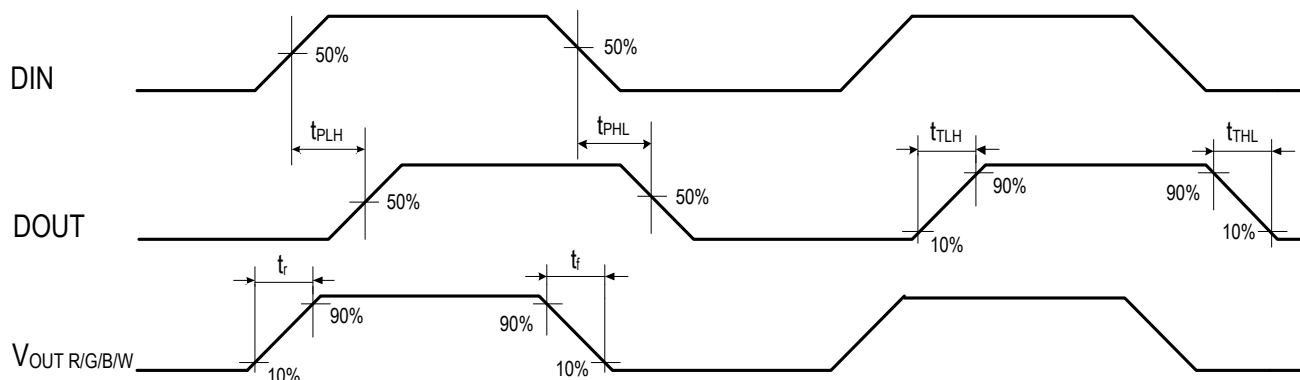 DIN
50%
50%
tPLH
tPHL
tTLH
tTHL
DOUT
50%
50%
90%
10%
90%
10%
tr
tf
VOUT R/G/B/W
90%
10%
90%
10%